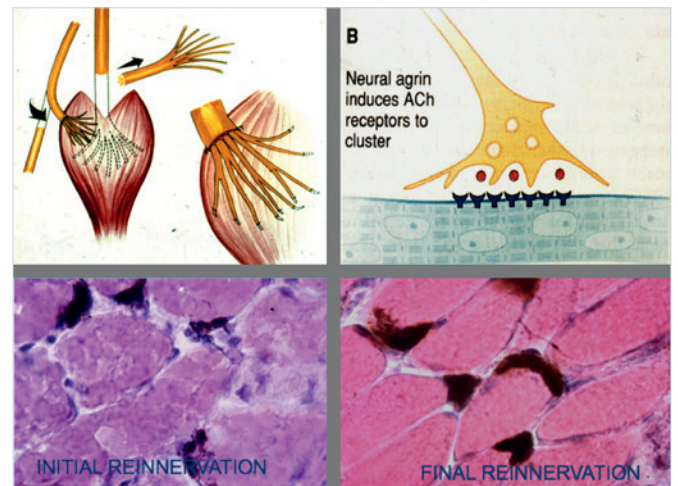 B
Neural agrin
induces ACh
receptors to
cluster
INITIAL REINNERVATION
FINAL REINNERVATION